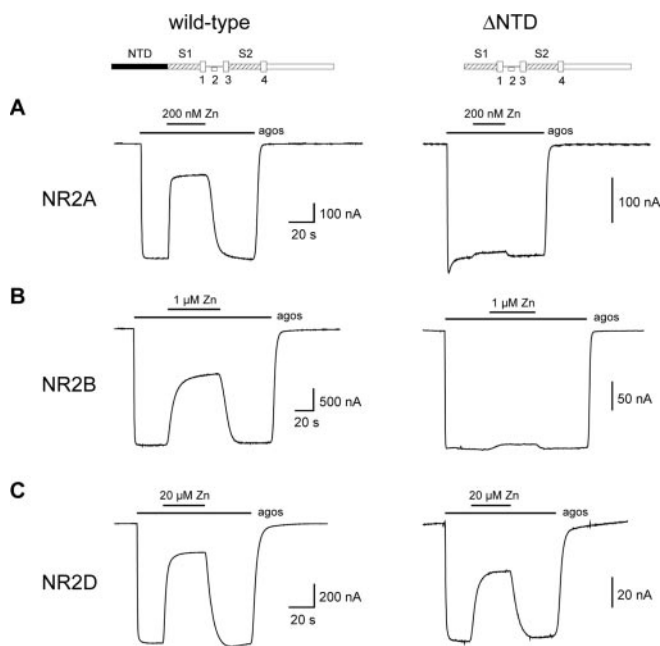 wild-type ΔNTD
NTD S1 S2 S1 S2
1 2 3 4 1 2 3 4
A
200 nM Zn 200 nM Zn
agos agos
NR2A
100 nA 100 nA
20 s
B
1 µM Zn 1 µM Zn
agos agos
NR2B
500 nA 50 nA
20 s
C
20 µM Zn 20 µM Zn
agos agos
NR2D
200 nA 20 nA
20 s